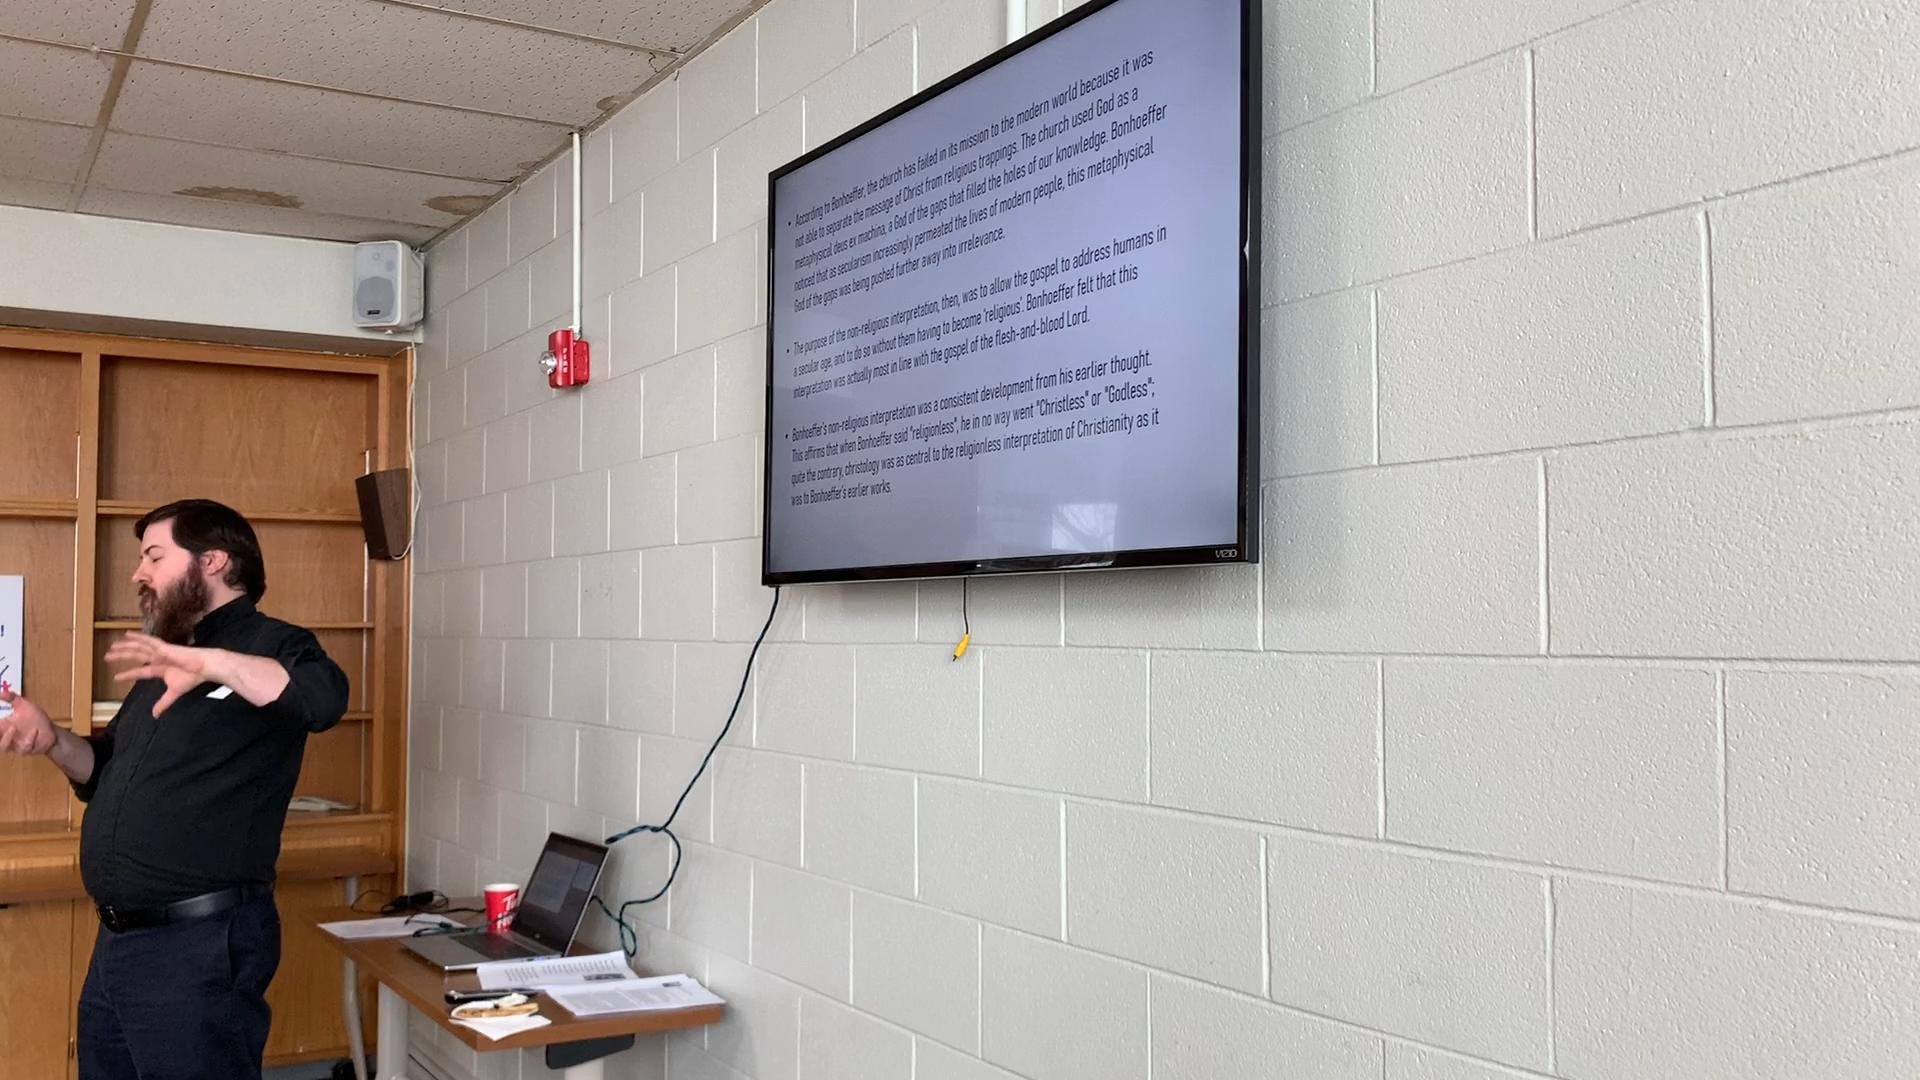 • According to Bonhoeffer, the church has failed in its mission to the modern world because it was
not able to separate the message of Christ from religious trappings. The church used God as a
metaphysical deus ex machina, a God of the gaps that filled the holes of our knowledge. Bonhoeffer
noticed that as secularism increasingly permeated the lives of modern people, this metaphysical
God of the gaps was being pushed further away into irrelevance.
• The purpose of the non-religious interpretation, then, was to allow the gospel to address humans in
a secular age, and to do so without them having to become 'religious'. Bonhoeffer felt that this
interpretation was actually most in line with the gospel of the flesh-and-blood Lord.
• Bonhoeffer's non-religious interpretation was a consistent development from his earlier thought.
This affirms that when Bonhoeffer said "religionless", he in no way went "Christless" or "Godless";
quite the contrary, christology was as central to the religionless interpretation of Christianity as it
was to Bonhoeffer's earlier works.
VIZIO
FIRE
!